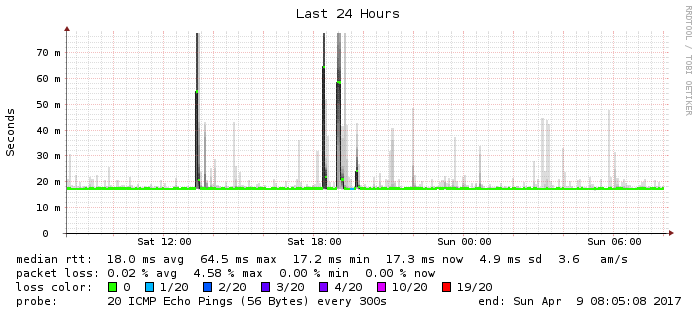 Last 24 Hours
RRDTOOL / TOBI OETIKER
Seconds
70 m
60 m
50 m
40 m
30 m
20 m
10 m
0
Sat 12:00 Sat 18:00 Sun 00:00 Sun 06:00
median rtt: 18.0 ms avg 64.5 ms max 17.2 ms min 17.3 ms now 4.9 ms sd 3.6 am/s
packet loss: 0.02 % avg 4.58 % max 0.00 % min 0.00 % now
loss color: 0 1/20 2/20 3/20 4/20 10/20 19/20
probe: 20 ICMP Echo Pings (56 Bytes) every 300s end: Sun Apr 9 08:05:08 2017